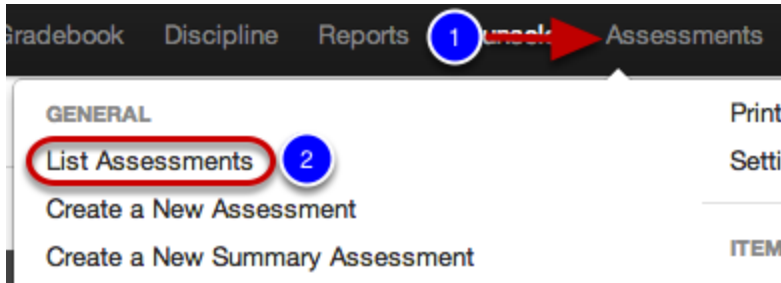 Gradebook Discipline Reports 1 Assessments
GENERAL
Print
List Assessments 2
Setti
Create a New Assessment
Create a New Summary Assessment
ITEM